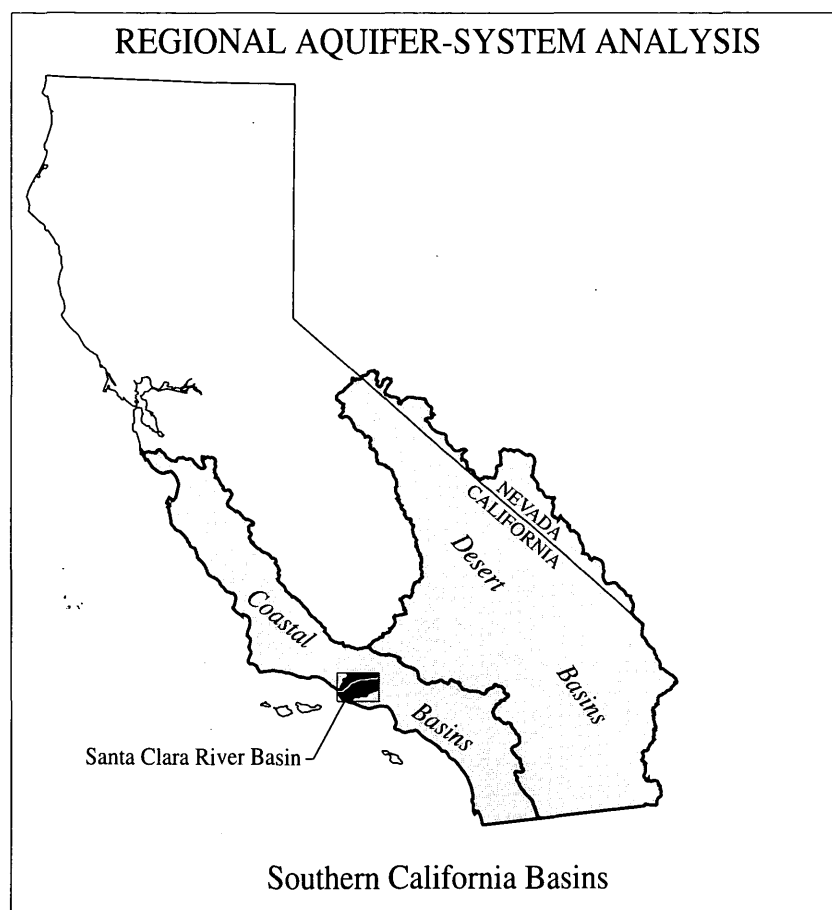 REGIONAL AQUIFER-SYSTEM ANALYSIS
NEVADA
CALIFORNIA
Desert
Coastal
Basins
Basins
Santa Clara River Basin
Southern California Basins